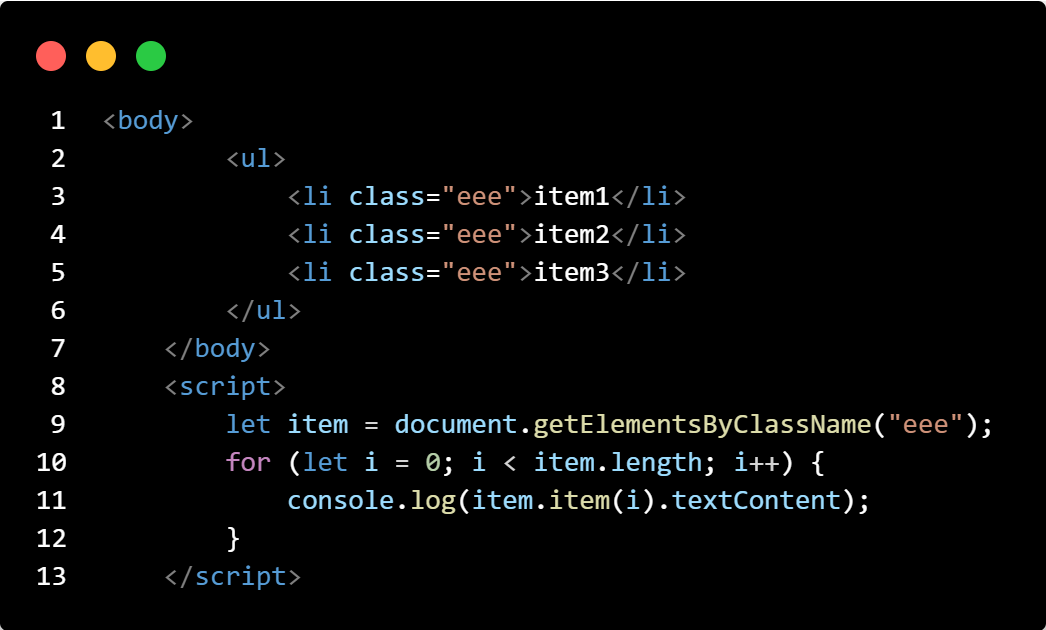 1 <body>
2         <ul>
3             <li class="eee">item1</li>
4             <li class="eee">item2</li>
5             <li class="eee">item3</li>
6         </ul>
7     </body>
8     <script>
9         let item = document.getElementsByClassName("eee");
10         for (let i = 0; i < item.length; i++) {
11             console.log(item.item(i).textContent);
12         }
13     </script>